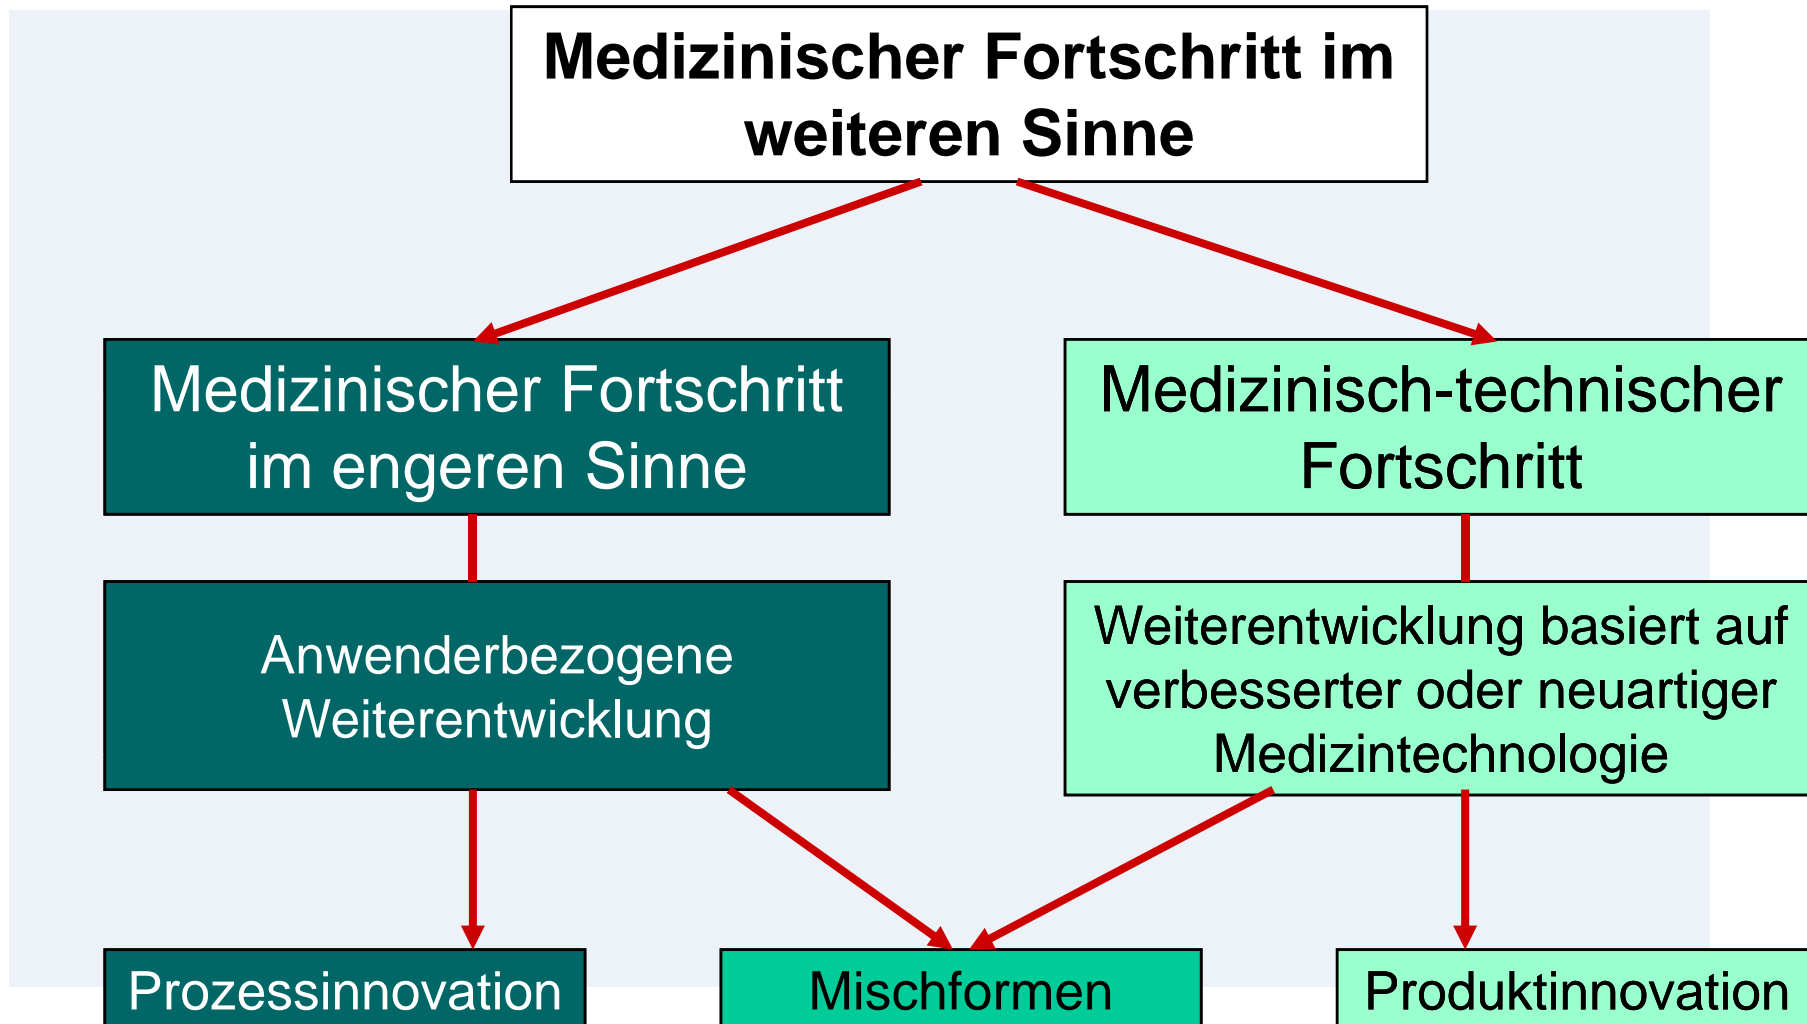 Medizinischer Fortschritt im
weiteren Sinne
Medizinischer Fortschritt
im engeren Sinne
Medizinisch-technischer
Fortschritt
Anwenderbezogene
Weiterentwicklung
Weiterentwicklung basiert auf
verbesserter oder neuartiger
Medizintechnologie
Prozessinnovation
Mischformen
Produktinnovation